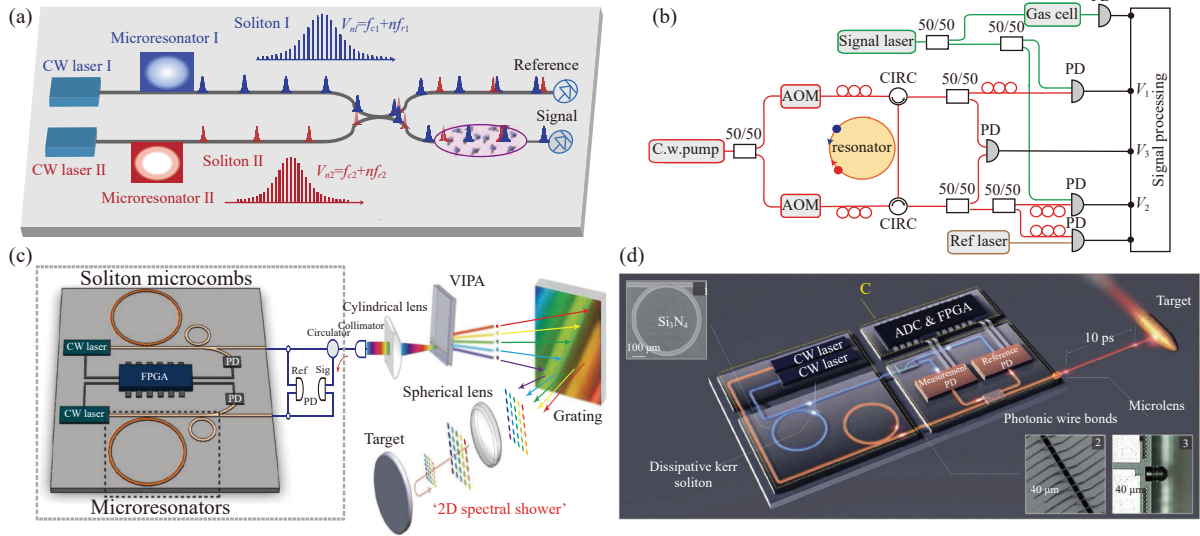 (a)
Soliton I
Vnl=fc1+nfr1
Microresonator I
CW laser I
Reference
Signal
CW laser II
Soliton II
Vn2=fc2+nfr2
Microresonator II
(b)
PD
Gas cell
50/50
50/50
Signal laser
PD
CIRC
50/50
AOM
V1
PD
50/50
resonator
C.w.pump
V3
Signal processing
50/50
50/50
PD
AOM
V2
CIRC
PD
Ref laser
(c)
Soliton microcombs
VIPA
Cylindrical lens
Collimator
Circulator
CW laser
PD
FPGA
Ref
Sig
PD
PD
CW laser
Spherical lens
Grating
Target
Microresonators
‘2D spectral shower’
(d)
C
Target
Si3N4
100 μm
ADC & FPGA
10 ps
CW laser
CW laser
Reference
PD
Measurement
PD
Microlens
Photonic wire bonds
Dissipative kerr
soliton
2
3
40 μm
40 μm